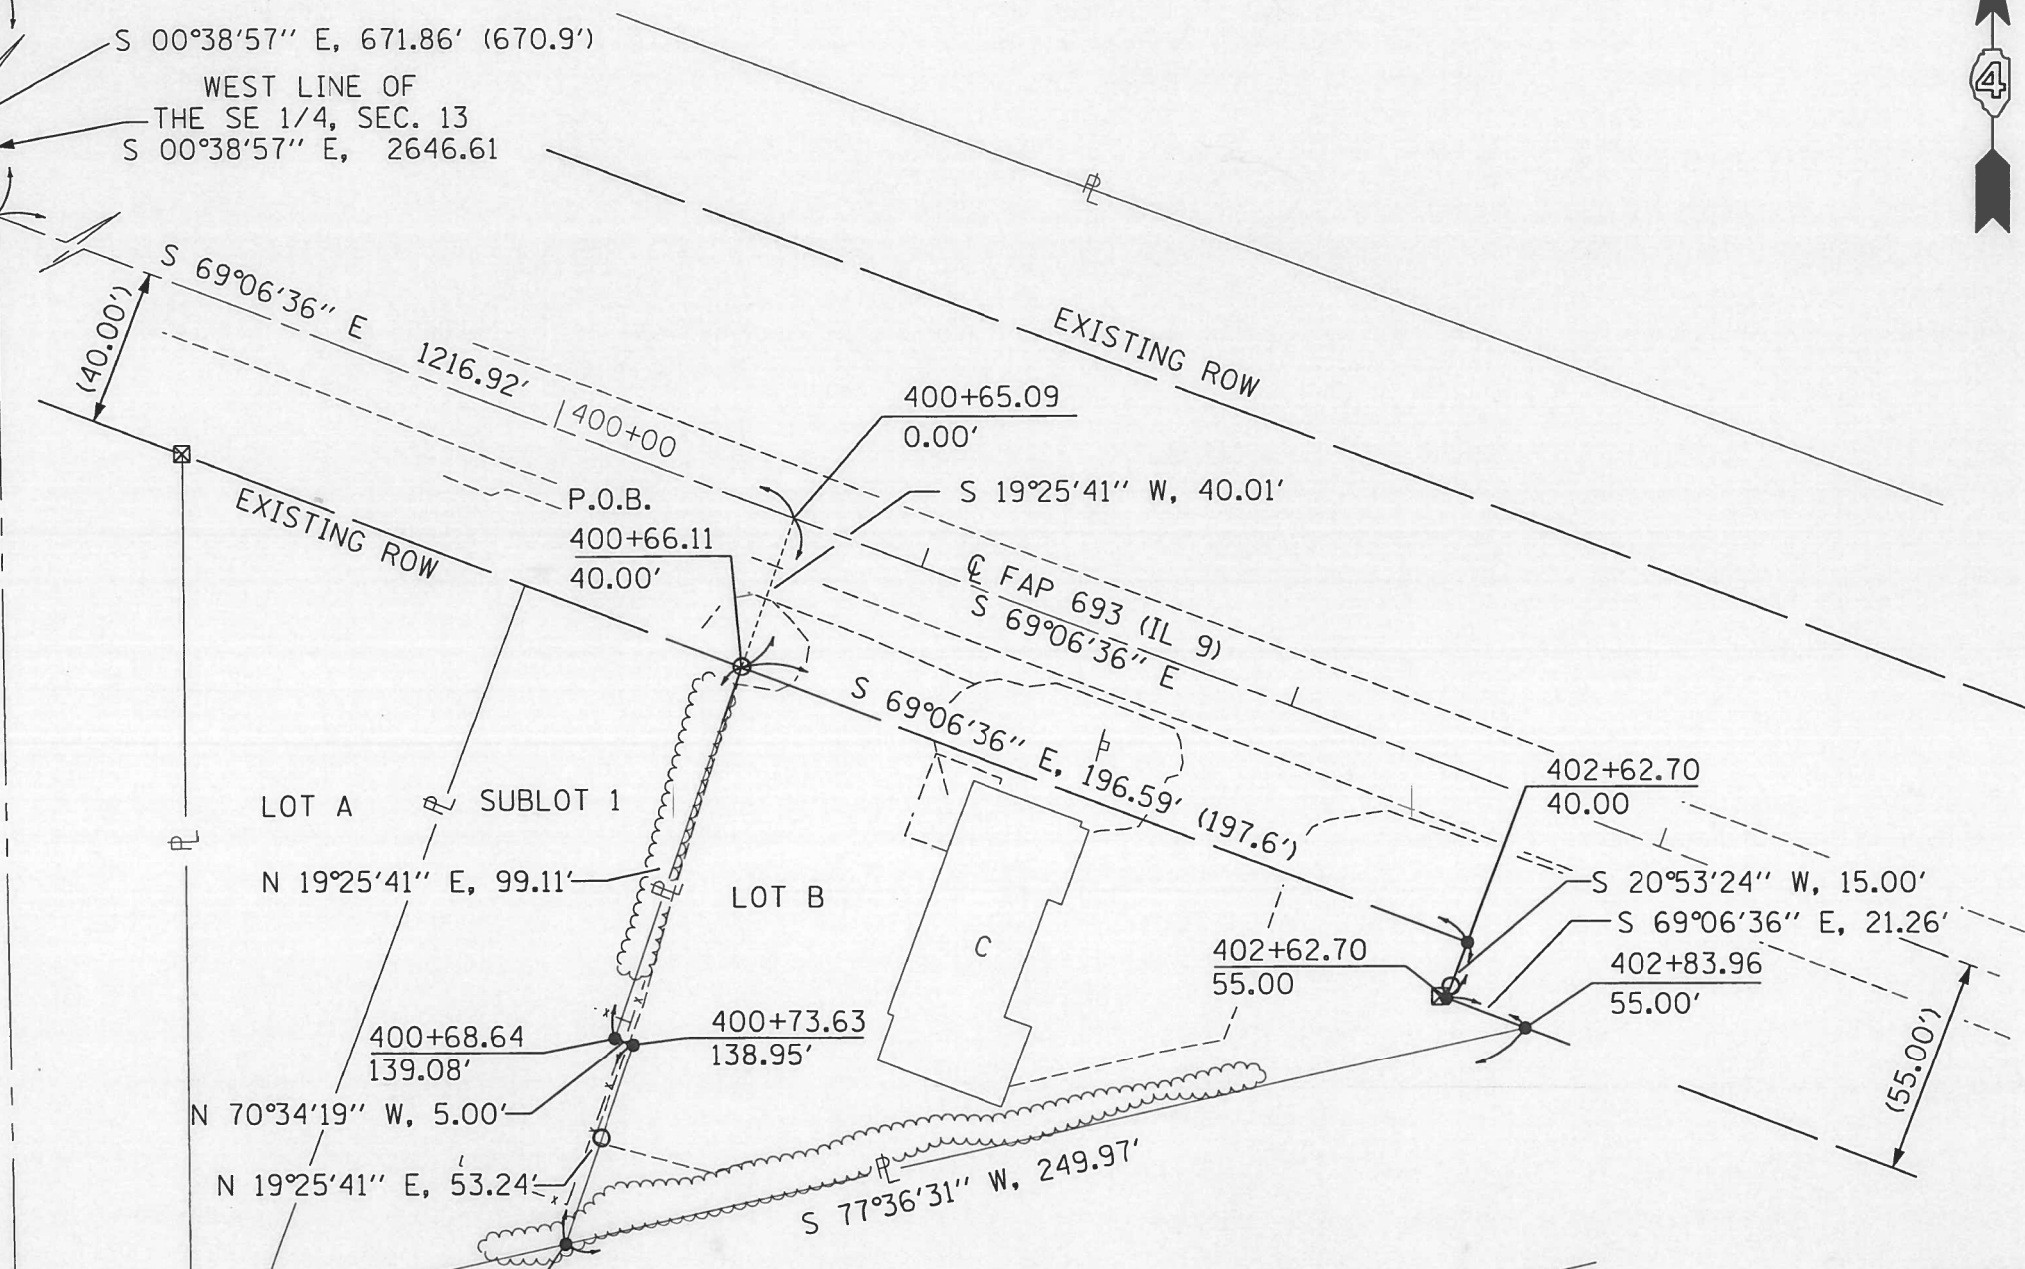 S 00°38'57" E, 671.86' (670.9')
WEST LINE OF
THE SE 1/4, SEC. 13
S 00°38'57" E, 2646.61
4
S 69°06'36" E
1216.92'
(40.00')
400+00
EXISTING ROW
400+65.09
0.00'
S 19°25'41" W, 40.01'
P.O.B.
400+66.11
40.00'
EXISTING ROW
℄ FAP 693 (IL 9)
S 69°06'36" E
S 69°06'36" E, 196.59' (197.6')
402+62.70
40.00
LOT A
SUBLOT 1
N 19°25'41" E, 99.11'
LOT B
C
S 20°53'24" W, 15.00'
S 69°06'36" E, 21.26'
402+62.70
55.00
402+83.96
55.00'
(55.00')
400+68.64
139.08'
400+73.63
138.95'
N 70°34'19" W, 5.00'
N 19°25'41" E, 53.24'
S 77°36'31" W, 249.97'
PL
PL
PL
PL
PL